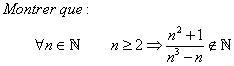 Montrer que :
∀n ∈ ℕ n ≥ 2 ⇒ (n² + 1)/(n³ − n) ∉ ℕ